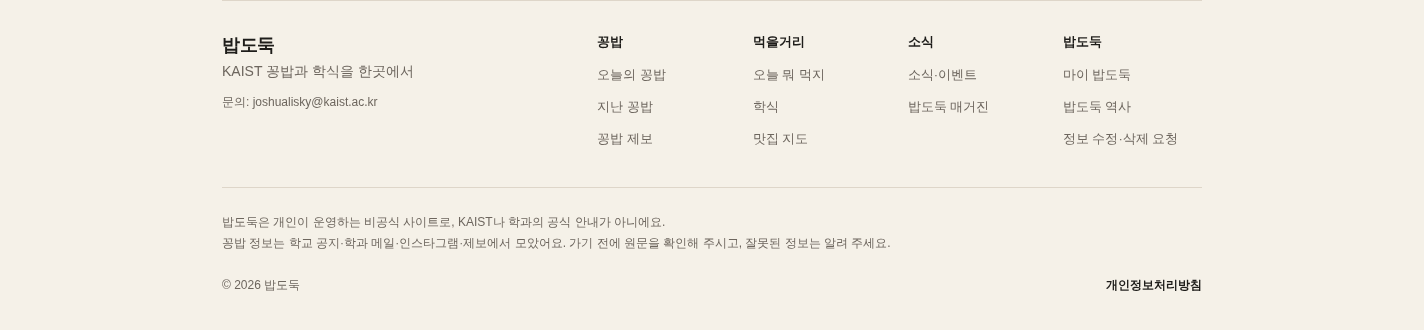 밥도둑
KAIST 꽁밥과 학식을 한곳에서
문의: joshualisky@kaist.ac.kr
꽁밥
오늘의 꽁밥
지난 꽁밥
꽁밥 제보
먹을거리
오늘 뭐 먹지
학식
맛집 지도
소식
소식·이벤트
밥도둑 매거진
밥도둑
마이 밥도둑
밥도둑 역사
정보 수정·삭제 요청
밥도둑은 개인이 운영하는 비공식 사이트로, KAIST나 학과의 공식 안내가 아니에요.
꽁밥 정보는 학교 공지·학과 메일·인스타그램·제보에서 모았어요. 가기 전에 원문을 확인해 주시고, 잘못된 정보는 알려 주세요.
© 2026 밥도둑
개인정보처리방침